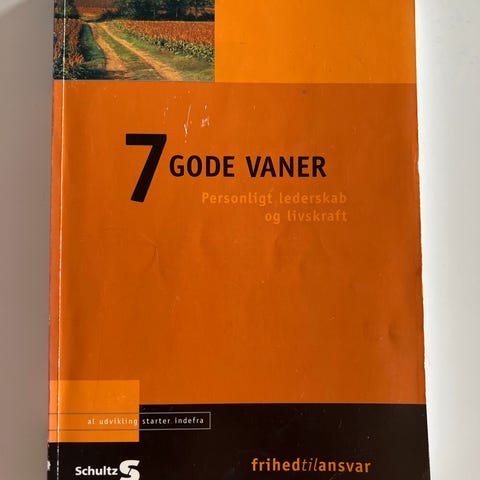 7 GODE VANER
Personligt lederskab
og livskraft
al udvikling starter indefra
Schultz
frihedtilansvar